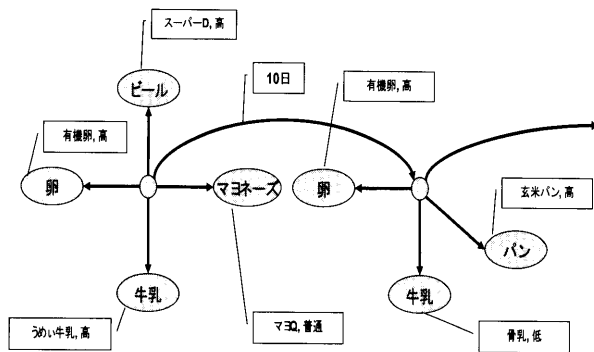 スーパーD, 高
ビール
10日
有機卵, 高
有機卵, 高
卵
マヨネーズ
卵
玄米パン, 高
パン
牛乳
牛乳
うめぃ牛乳, 高
マヨQ, 普通
骨乳, 低